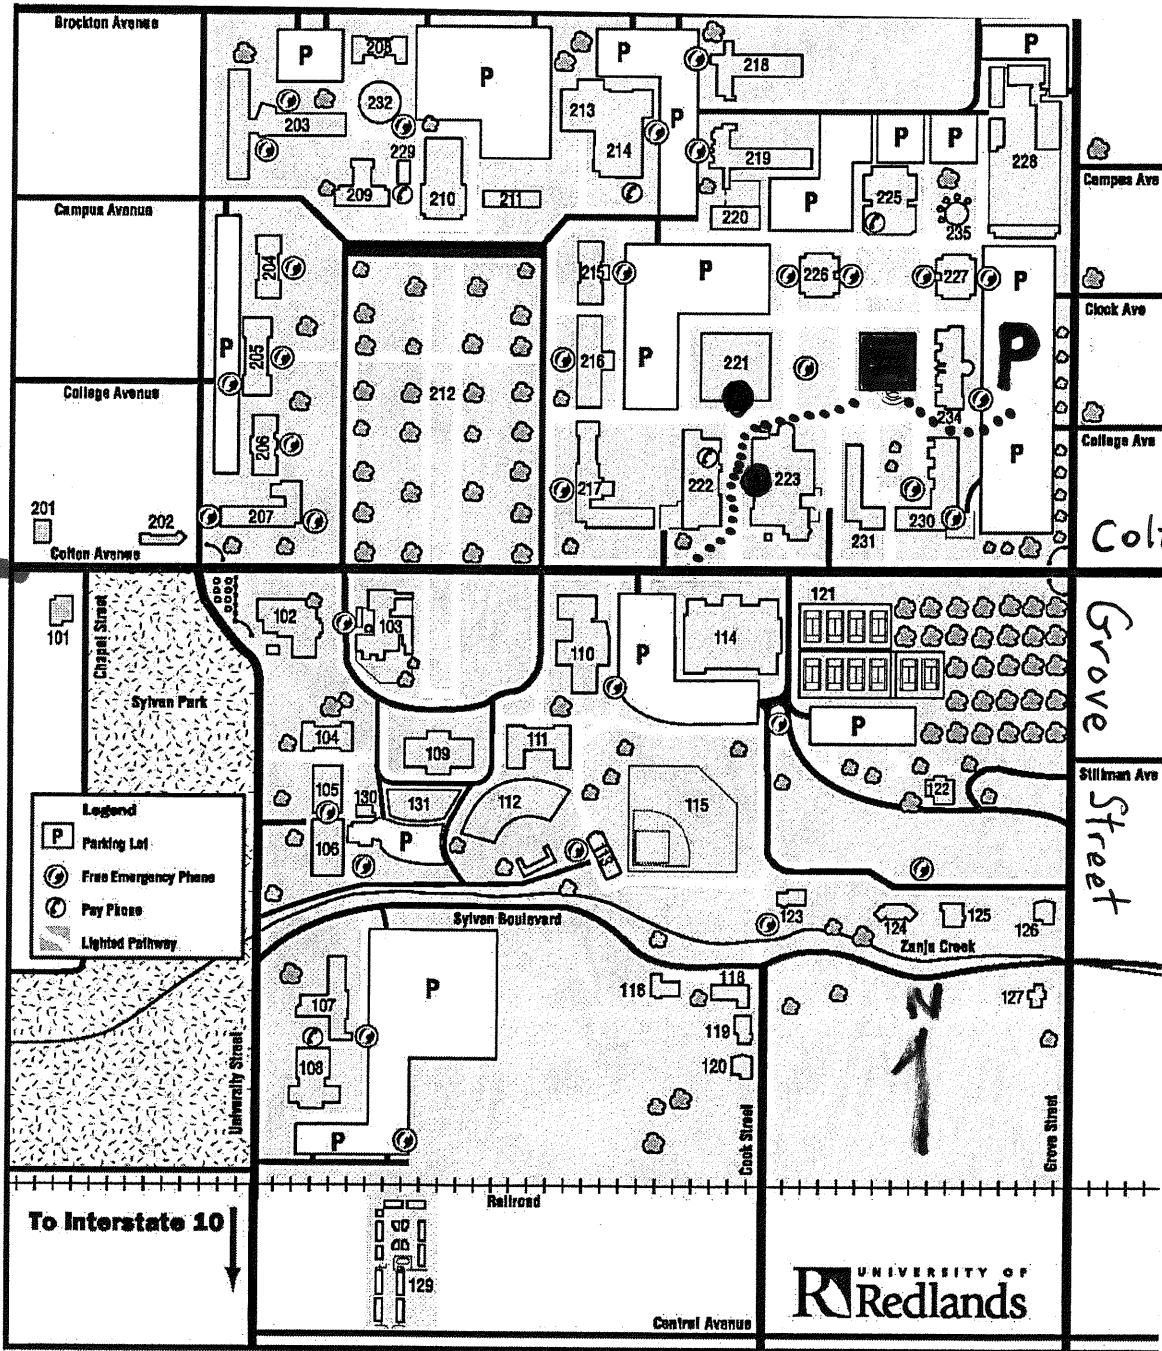 Brockton Avenue
P
208
P
P
P
218
232
203
213
P
229
214
219
P
P
228
Campus Ave
209
210
211
220
P
225
235
Campus Avenue
204
215
P
226
227
P
Clock Ave
P
205
216
P
221
P
College Avenue
212
234
College Ave
206
P
217
222
223
201
202
207
231
230
Colton Avenue
101
Chapel Street
102
103
110
P
114
121
Grove
Street
Sylvan Park
104
109
111
P
Stillman Ave
105
130
131
112
115
122
106
P
113
Legend
P Parking Lot
Free Emergency Phone
Pay Phone
Lighted Pathway
Sylvan Boulevard
123
124
125
126
Zanja Creek
P
116
118
127
N
107
119
108
120
University Street
P
Cook Street
Grove Street
Railroad
To Interstate 10
129
Central Avenue
UNIVERSITY OF
Redlands